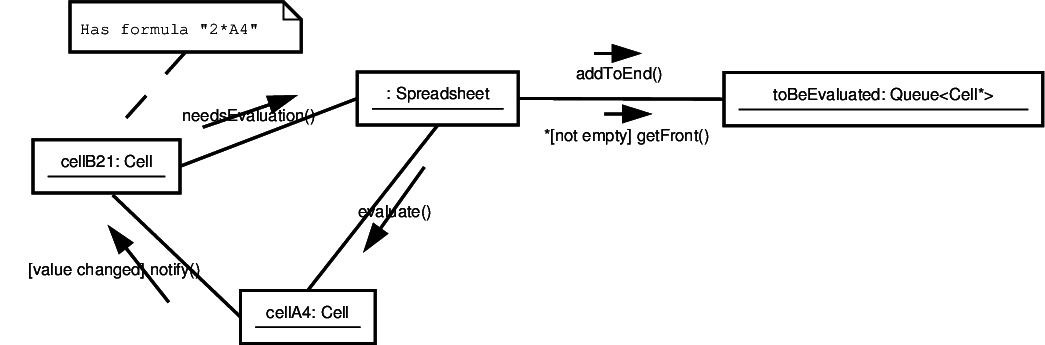 Has formula "2*A4"
addToEnd()
: Spreadsheet
toBeEvaluated: Queue<Cell*>
needsEvaluation()
*[not empty] getFront()
cellB21: Cell
evaluate()
[value changed] notify()
cellA4: Cell